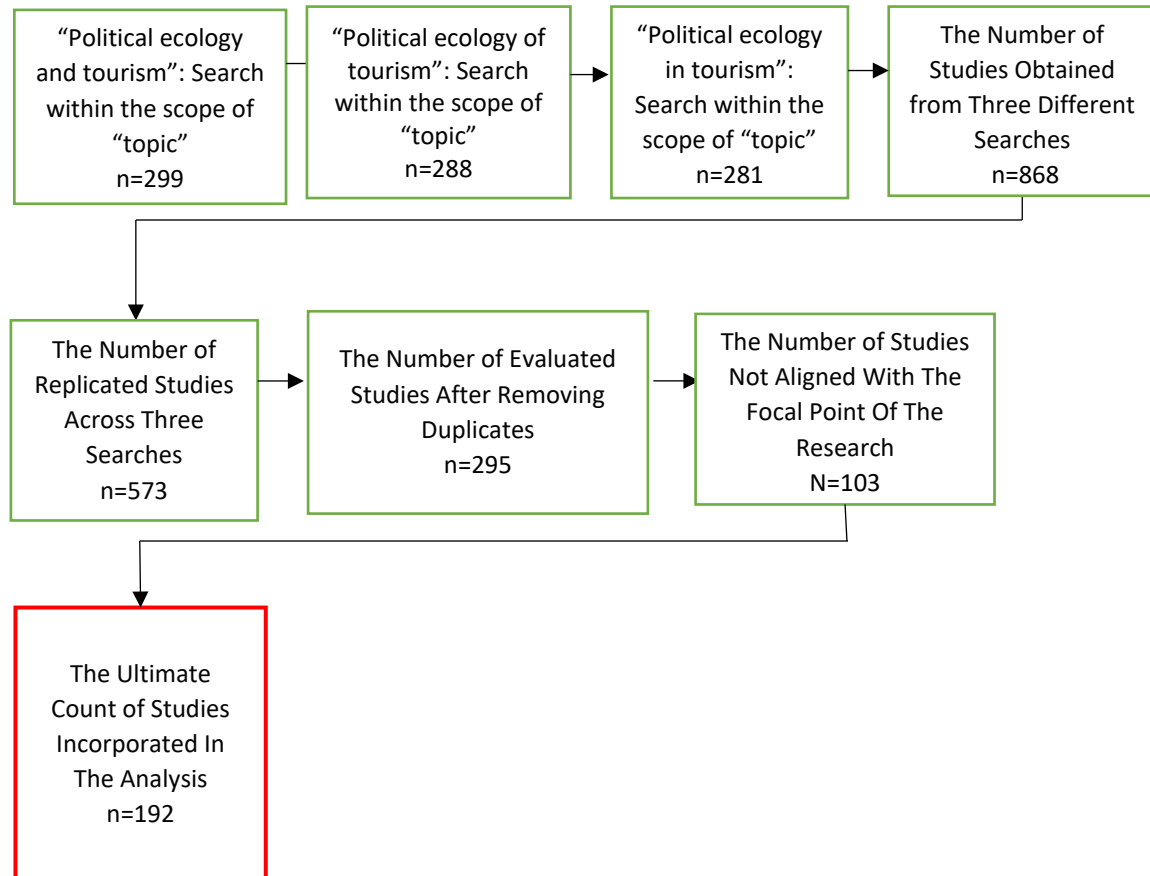 “Political ecology
and tourism”: Search
within the scope of
“topic”
n=299
“Political ecology of
tourism”: Search
within the scope of
“topic”
n=288
“Political ecology
in tourism”:
Search within the
scope of “topic”
n=281
The Number of
Studies Obtained
from Three Different
Searches
n=868
The Number of
Replicated Studies
Across Three
Searches
n=573
The Number of Evaluated
Studies After Removing
Duplicates
n=295
The Number of Studies
Not Aligned With The
Focal Point Of The
Research
N=103
The Ultimate
Count of Studies
Incorporated In
The Analysis
n=192